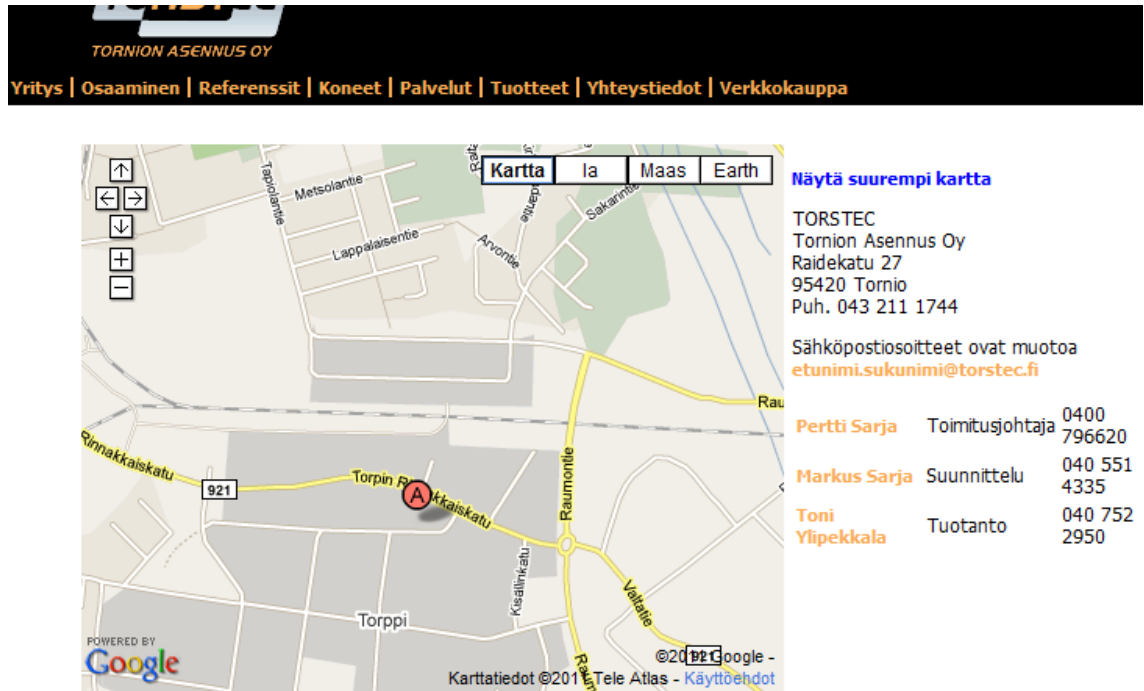 TORNION ASENNUS OY
Yritys | Osaaminen | Referenssit | Koneet | Palvelut | Tuotteet | Yhteystiedot | Verkkokauppa
Kartta
la
Maas
Earth
Tapiolantie
Metsolantie
Lappalaisentie
Arvontie
Sakarintie
Rinnakkaiskatu
921
Torpin
A
Raumontie
Kisällinkatu
Valtatie
Torppi
921
POWERED BY
Google
Google -
Tele Atlas - Käyttöehdot
Karttatiedot
Näytä suurempi kartta
TORSTEC
Tornion Asennus Oy
Raidekatu 27
95420 Tornio
Puh. 043 211 1744
Sähköpostiosoitteet ovat muotoa
etunimi.sukunimi@torstec.fi
Pertti Sarja Toimitusjohtaja 0400
796620
Markus Sarja Suunnittelu 040 551
4335
Toni
Ylipekkala Tuotanto 040 752
2950